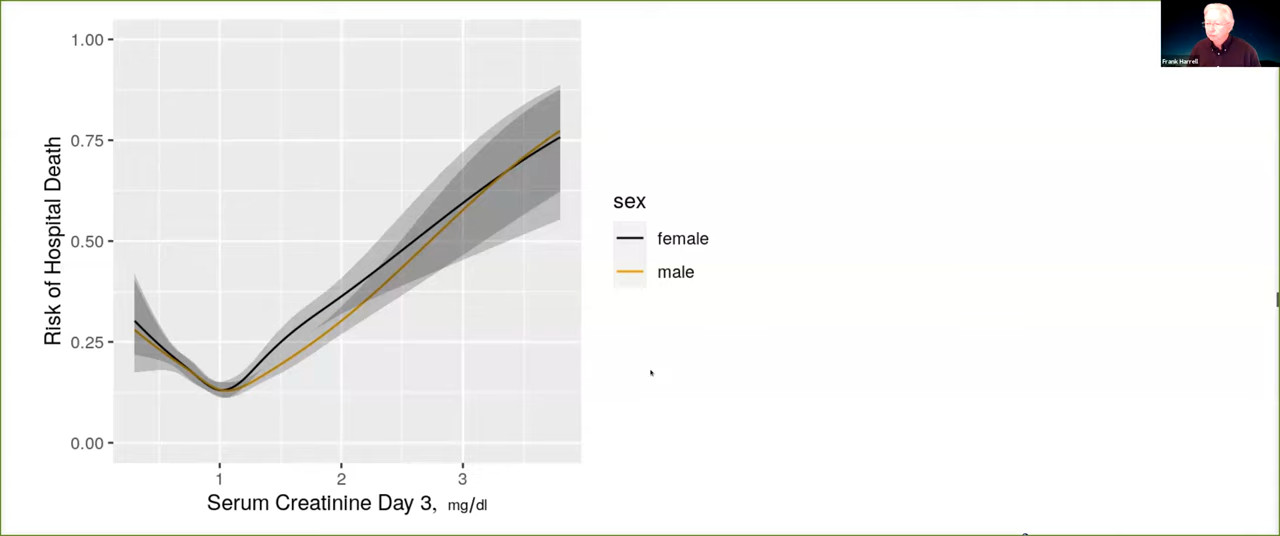 Frank Harrell
1.00
0.75
0.50
0.25
0.00
Risk of Hospital Death
1 2 3
Serum Creatinine Day 3, mg/dl
sex
female
male